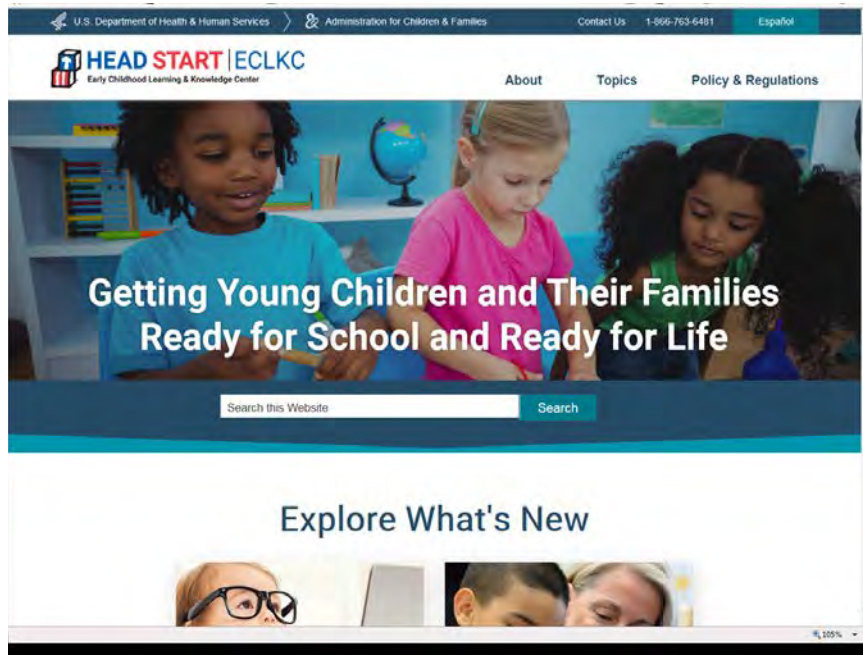 U.S. Department of Health & Human Services
Administration for Children & Families
Contact Us
1-866-763-6481
Español
HEAD START | ECLKC
Early Childhood Learning & Knowledge Center
About
Topics
Policy & Regulations
Getting Young Children and Their Families
Ready for School and Ready for Life
Search this Website
Search
Explore What's New
105%